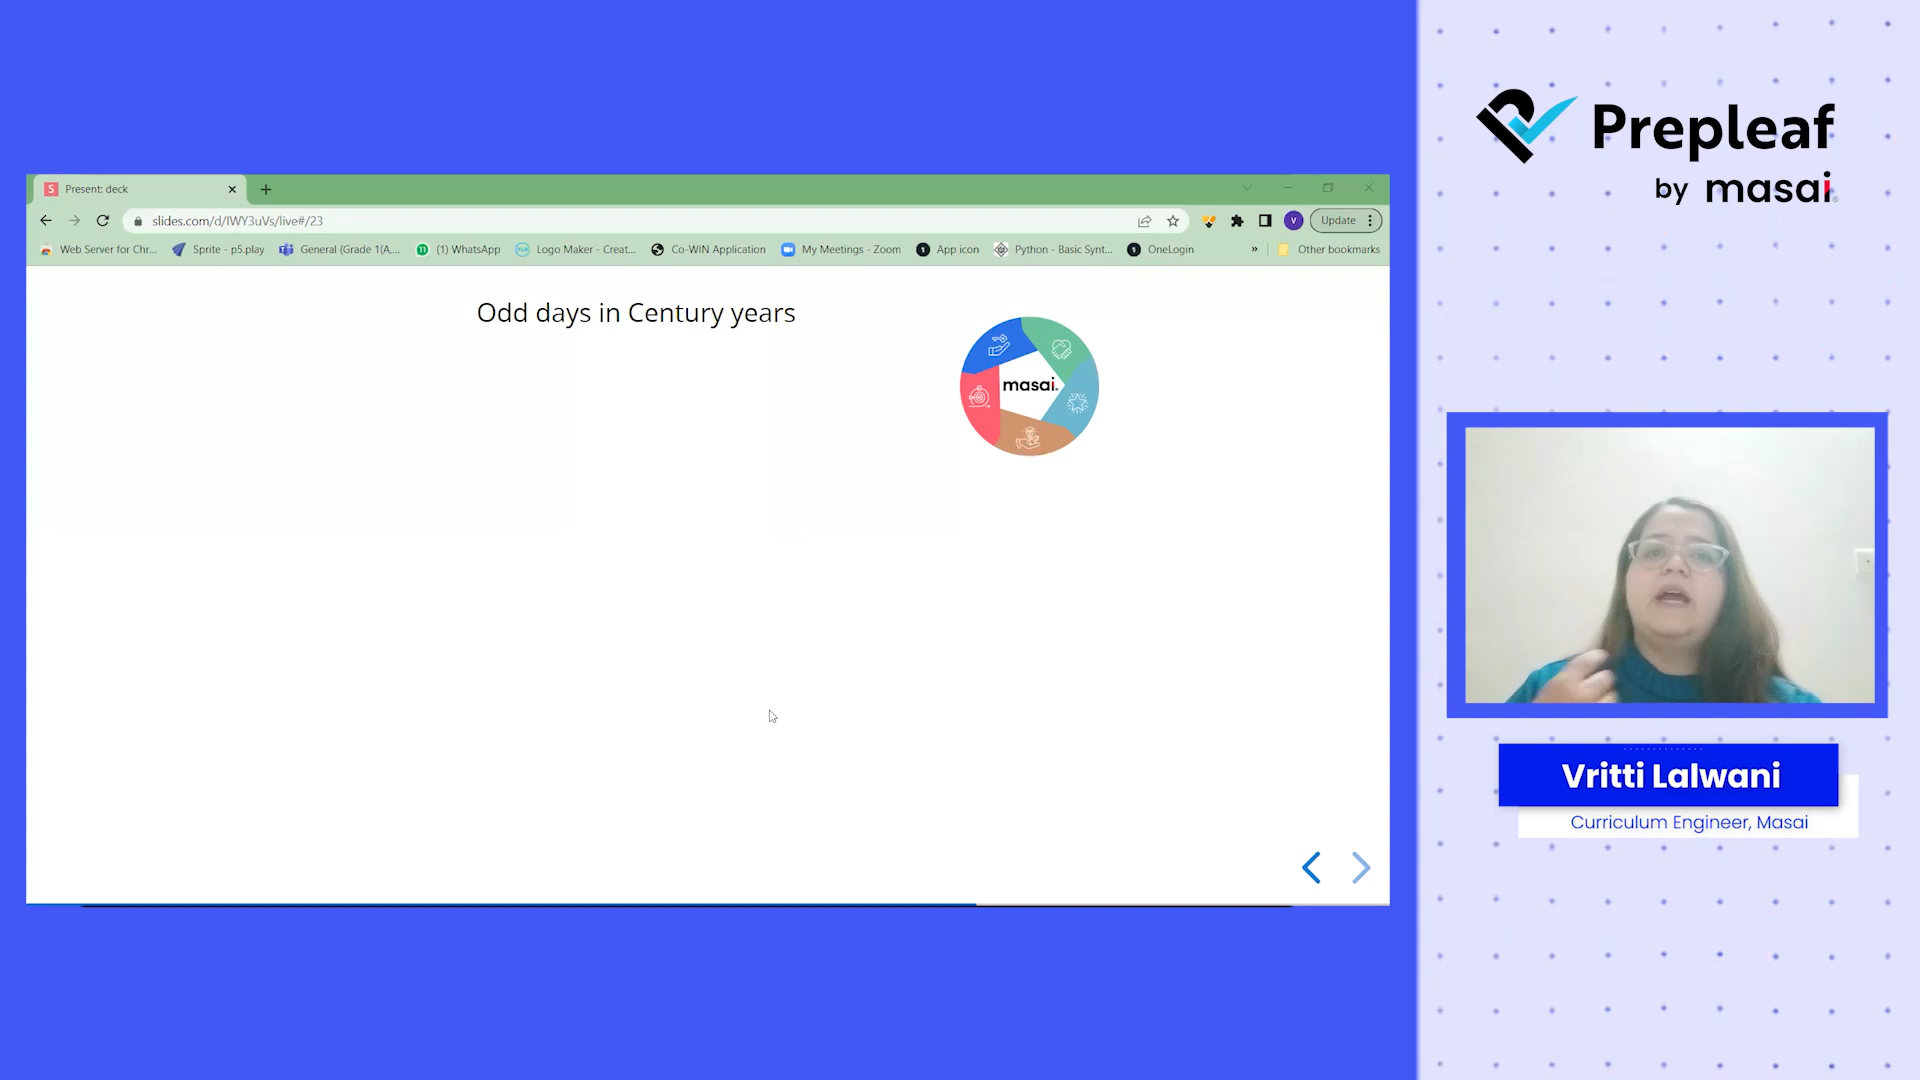 Present: deck
slides.com/d/IWY3uVs/live#/23
V
Update
Web Server for Chr...
Sprite - p5.play
General (Grade 1(A,...
11
(1) WhatsApp
Logo Maker - Creat...
Co-WIN Application
My Meetings - Zoom
App icon
Python - Basic Synt...
OneLogin
»
Other bookmarks
Odd days in Century years
masai.
Prepleaf
by masai.
Vritti Lalwani
Curriculum Engineer, Masai